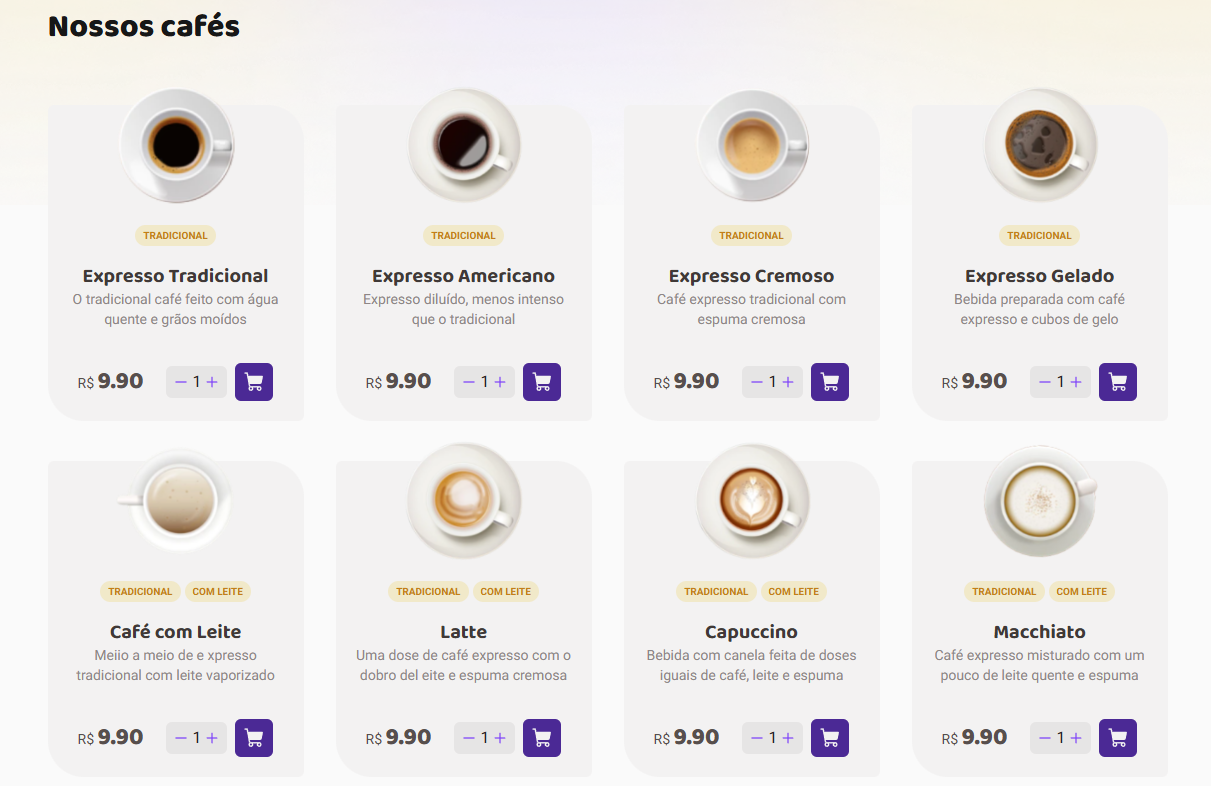 Nossos cafés
TRADICIONAL
Expresso Tradicional
O tradicional café feito com água
quente e grãos moídos
R$ 9.90
− 1 +
TRADICIONAL
Expresso Americano
Expresso diluído, menos intenso
que o tradicional
R$ 9.90
− 1 +
TRADICIONAL
Expresso Cremoso
Café expresso tradicional com
espuma cremosa
R$ 9.90
− 1 +
TRADICIONAL
Expresso Gelado
Bebida preparada com café
expresso e cubos de gelo
R$ 9.90
− 1 +
TRADICIONAL COM LEITE
Café com Leite
Meiio a meio de e xpresso
tradicional com leite vaporizado
R$ 9.90
− 1 +
TRADICIONAL COM LEITE
Latte
Uma dose de café expresso com o
dobro del eite e espuma cremosa
R$ 9.90
− 1 +
TRADICIONAL COM LEITE
Capuccino
Bebida com canela feita de doses
iguais de café, leite e espuma
R$ 9.90
− 1 +
TRADICIONAL COM LEITE
Macchiato
Café expresso misturado com um
pouco de leite quente e espuma
R$ 9.90
− 1 +